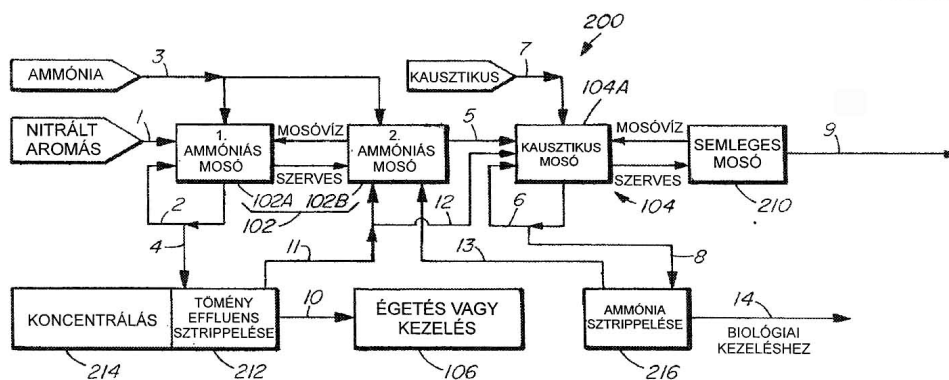 200
AMMÓNIA
3
KAUSZTIKUS
7
104A
NITRÁLT
AROMÁS
1
1.
AMMÓNIÁS
MOSÓ
MOSÓVÍZ
SZERVES
2.
AMMÓNIÁS
MOSÓ
5
KAUSZTIKUS
MOSÓ
MOSÓVÍZ
SZERVES
SEMLEGES
MOSÓ
9
102A
102B
102
2
4
12
6
104
210
11
13
8
KONCENTRÁLÁS
TÖMÉNY
EFFLUENS
SZTRIPPELÉSE
10
ÉGETÉS VAGY
KEZELÉS
AMMÓNIA
SZTRIPPELÉSE
14
BIOLÓGIAI
KEZELÉSHEZ
214
212
106
216